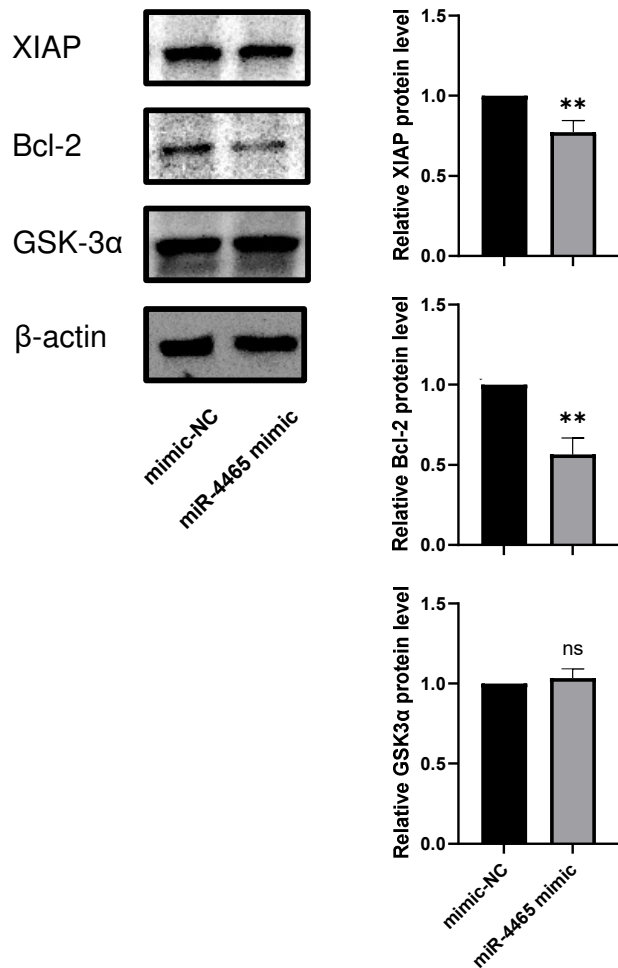 XIAP
Bcl-2
GSK-3α
β-actin
mimic-NC
miR-4465 mimic
Relative XIAP protein level
1.5
1.0
0.5
0.0
**
Relative Bcl-2 protein level
1.5
1.0
0.5
0.0
**
Relative GSK3α protein level
1.5
1.0
0.5
0.0
ns
mimic-NC
miR-4465 mimic